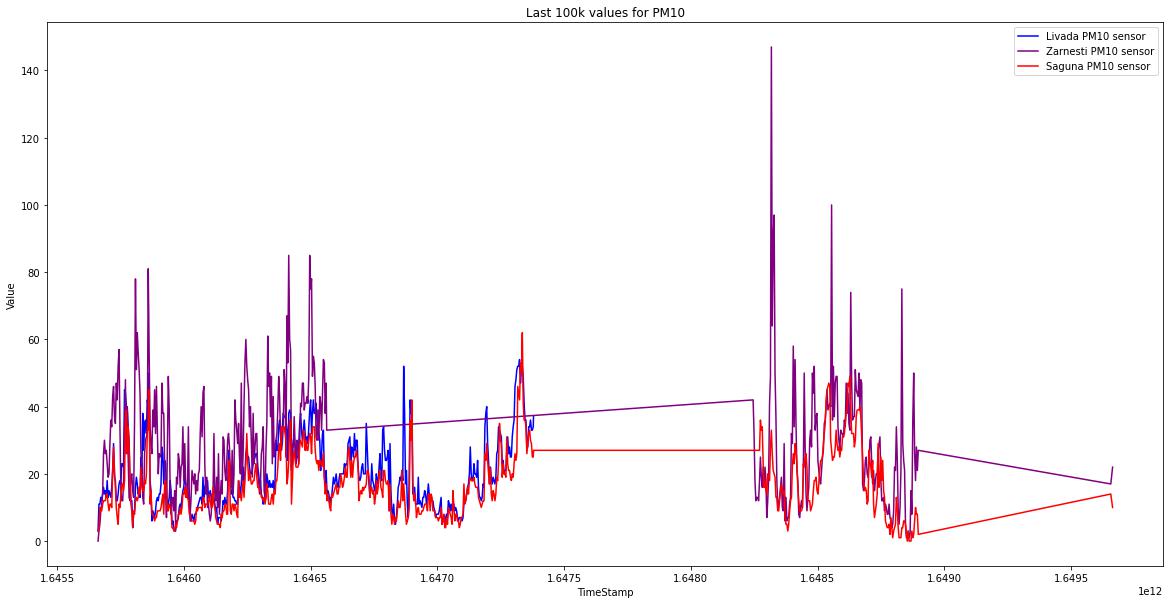 Last 100k values for PM10
Livada PM10 sensor
Zarnesti PM10 sensor
Saguna PM10 sensor
Value
140
120
100
80
60
40
20
0
1.6455 1.6460 1.6465 1.6470 1.6475 1.6480 1.6485 1.6490 1.6495
1e12
TimeStamp